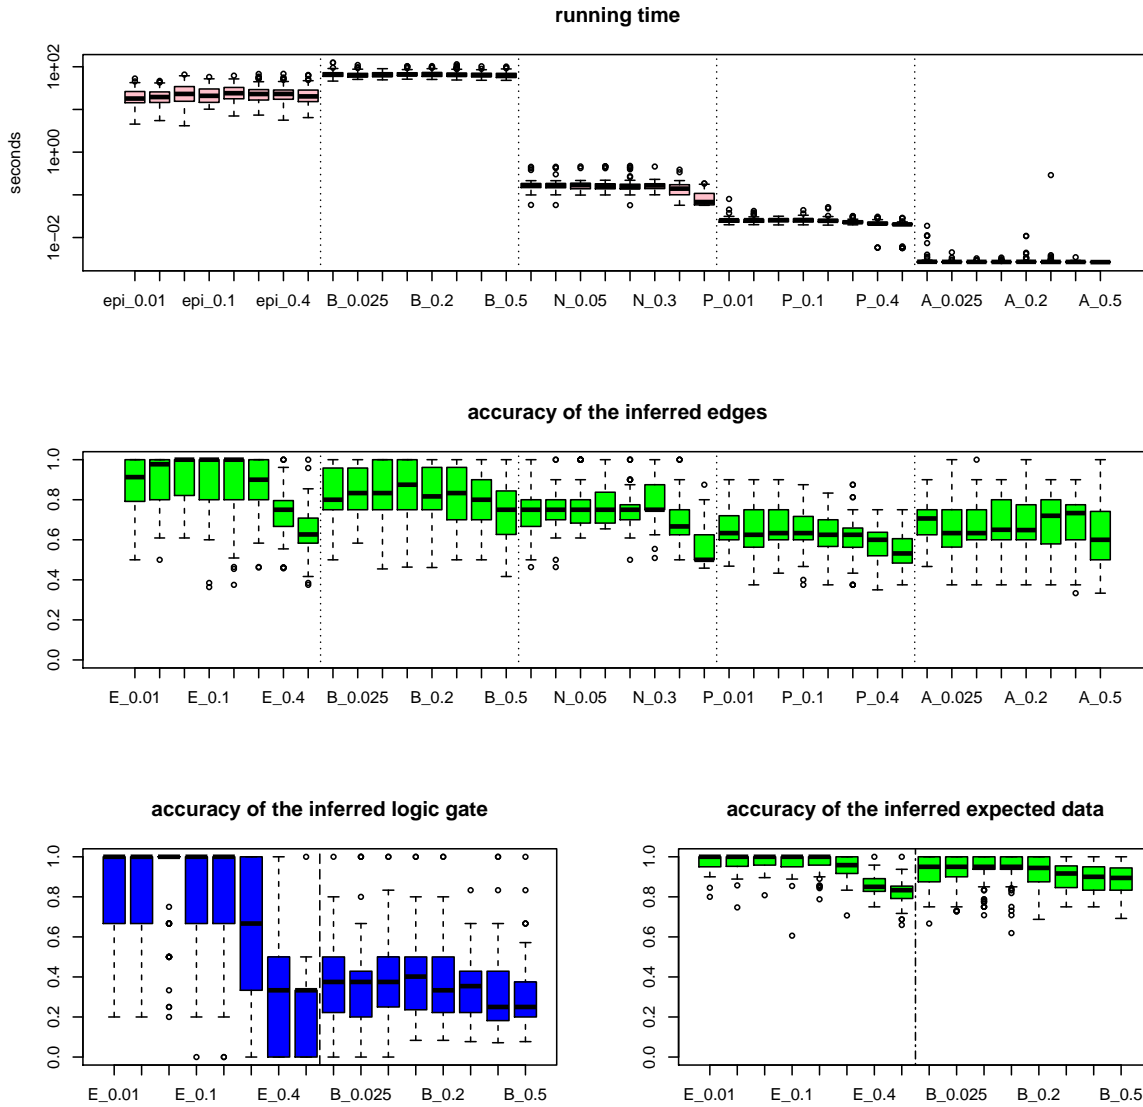 running time
seconds
1e+02
1e+00
1e-02
epi_0.01 epi_0.1 epi_0.4 B_0.025 B_0.2 B_0.5 N_0.05 N_0.3 P_0.01 P_0.1 P_0.4 A_0.025 A_0.2 A_0.5
accuracy of the inferred edges
1.0
0.8
0.6
0.4
0.2
0.0
E_0.01 E_0.1 E_0.4 B_0.025 B_0.2 B_0.5 N_0.05 N_0.3 P_0.01 P_0.1 P_0.4 A_0.025 A_0.2 A_0.5
accuracy of the inferred logic gate
1.0
0.8
0.6
0.4
0.2
0.0
E_0.01 E_0.1 E_0.4 B_0.025 B_0.2 B_0.5
accuracy of the inferred expected data
1.0
0.8
0.6
0.4
0.2
0.0
E_0.01 E_0.1 E_0.4 B_0.025 B_0.2 B_0.5